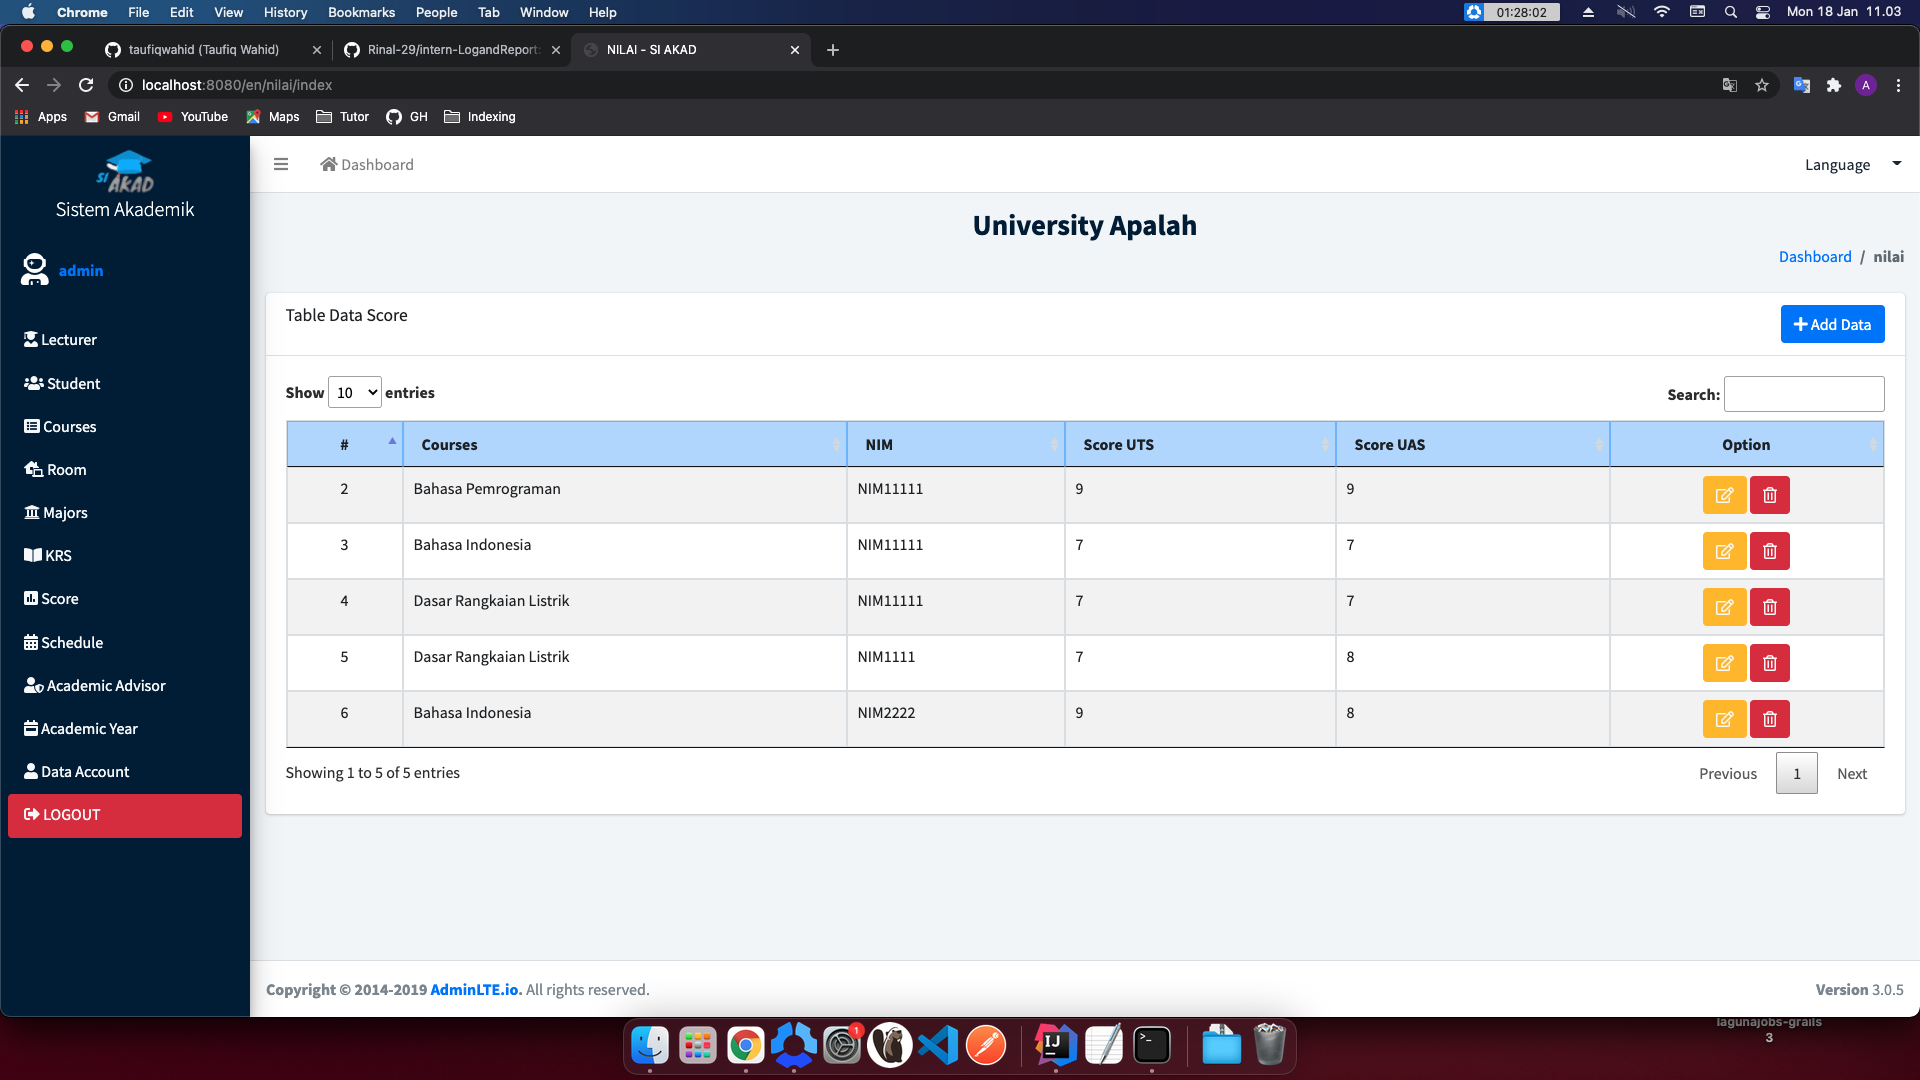 Chrome File Edit View History Bookmarks People Tab Window Help 01:28:02 Mon 18 Jan 11.03
taufiqwahid (Taufiq Wahid) Rinal-29/intern-LogandReport: NILAI - SI AKAD
localhost:8080/en/nilai/index A
Apps Gmail YouTube Maps Tutor GH Indexing
SI AKAD
Sistem Akademik
admin
Lecturer
Student
Courses
Room
Majors
KRS
Score
Schedule
Academic Advisor
Academic Year
Data Account
LOGOUT
Dashboard Language
University Apalah
Dashboard / nilai
Table Data Score + Add Data
Show 10 entries Search:
# Courses NIM Score UTS Score UAS Option
2 Bahasa Pemrograman NIM11111 9 9
3 Bahasa Indonesia NIM11111 7 7
4 Dasar Rangkaian Listrik NIM11111 7 7
5 Dasar Rangkaian Listrik NIM1111 7 8
6 Bahasa Indonesia NIM2222 9 8
Showing 1 to 5 of 5 entries Previous 1 Next
Copyright © 2014-2019 AdminLTE.io. All rights reserved. Version 3.0.5
lagunajobs-grails
3
1
IJ
>_